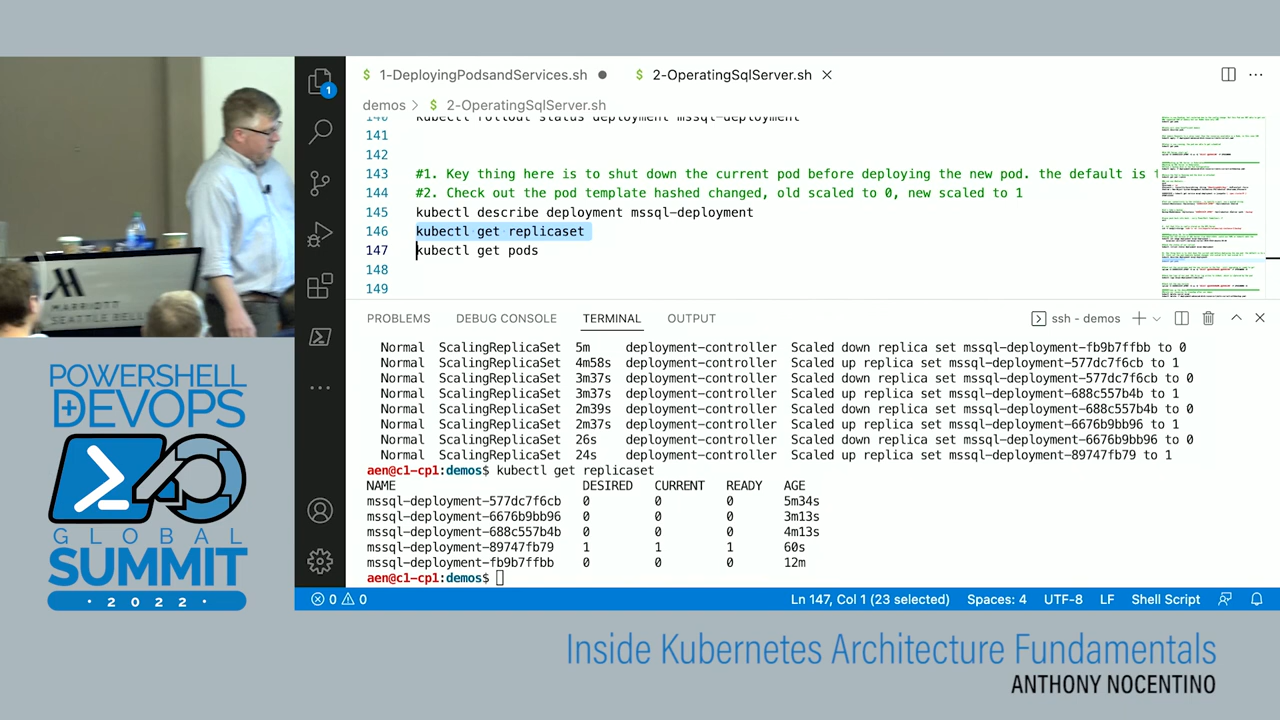 1-DeployingPodsandServices.sh
2-OperatingSqlServer.sh
demos > 2-OperatingSqlServer.sh
140 kubectl rollout status deployment mssql-deployment
141
142
143 #1. Key thing here is to shut down the current pod before deploying the new pod. the default is
144 #2. Checkout the pod template hashed changes, old scaled to 0, new scaled to 1
145 kubectl describe deployment mssql-deployment
146 kubectl get replicaset
147 kubectl get pods
148
149
PROBLEMS DEBUG CONSOLE TERMINAL OUTPUT
ssh - demos
Normal ScalingReplicaSet 5m deployment-controller Scaled down replica set mssql-deployment-fb9b7ffbb to 0
Normal ScalingReplicaSet 4m58s deployment-controller Scaled up replica set mssql-deployment-577dc7f6cb to 1
Normal ScalingReplicaSet 3m37s deployment-controller Scaled down replica set mssql-deployment-577dc7f6cb to 0
Normal ScalingReplicaSet 3m37s deployment-controller Scaled up replica set mssql-deployment-688c557b4b to 1
Normal ScalingReplicaSet 2m39s deployment-controller Scaled down replica set mssql-deployment-688c557b4b to 0
Normal ScalingReplicaSet 2m37s deployment-controller Scaled up replica set mssql-deployment-6676b9bb96 to 1
Normal ScalingReplicaSet 26s deployment-controller Scaled down replica set mssql-deployment-6676b9bb96 to 0
Normal ScalingReplicaSet 24s deployment-controller Scaled up replica set mssql-deployment-89747fb79 to 1
aen@c1-cp1:demos$ kubectl get replicaset
NAME DESIRED CURRENT READY AGE
mssql-deployment-577dc7f6cb 0 0 0 5m34s
mssql-deployment-6676b9bb96 0 0 0 3m13s
mssql-deployment-688c557b4b 0 0 0 4m13s
mssql-deployment-89747fb79 1 1 1 60s
mssql-deployment-fb9b7ffbb 0 0 0 12m
aen@c1-cp1:demos$
0 0 Ln 147, Col 1 (23 selected) Spaces: 4 UTF-8 LF Shell Script
1
MARRIOTT
POWERSHELL
+DEVOPS
GLOBAL
SUMMIT
· 2022 ·
Inside Kubernetes Architecture Fundamentals
ANTHONY NOCENTINO